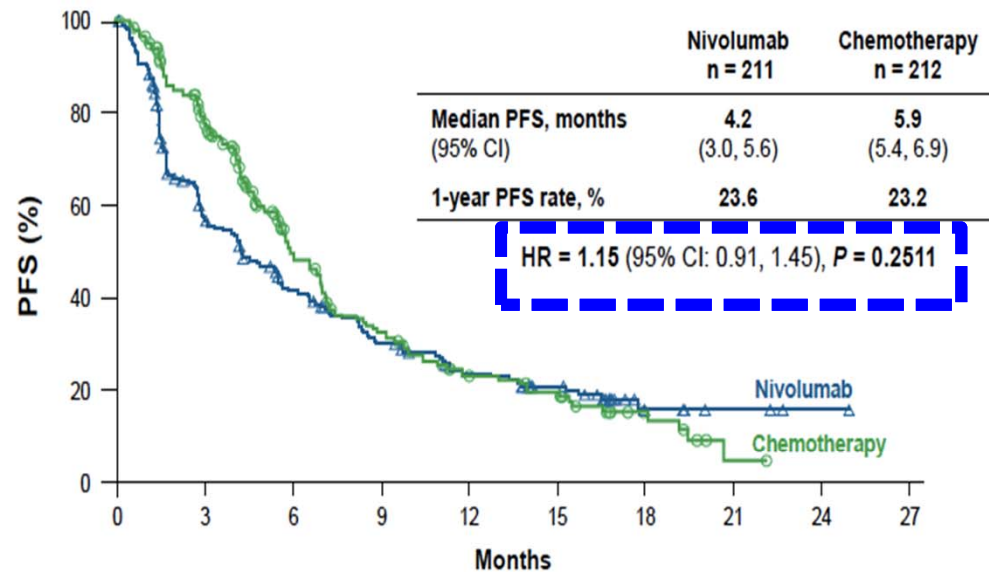 Nivolumab Chemotherapy
n = 211 n = 212
Median PFS, months 4.2 5.9
(95% CI) (3.0, 5.6) (5.4, 6.9)
1-year PFS rate, % 23.6 23.2
HR = 1.15 (95% CI: 0.91, 1.45), P = 0.2511
PFS (%)
100
80
60
40
20
0
Nivolumab
Chemotherapy
0 3 6 9 12 15 18 21 24 27
Months